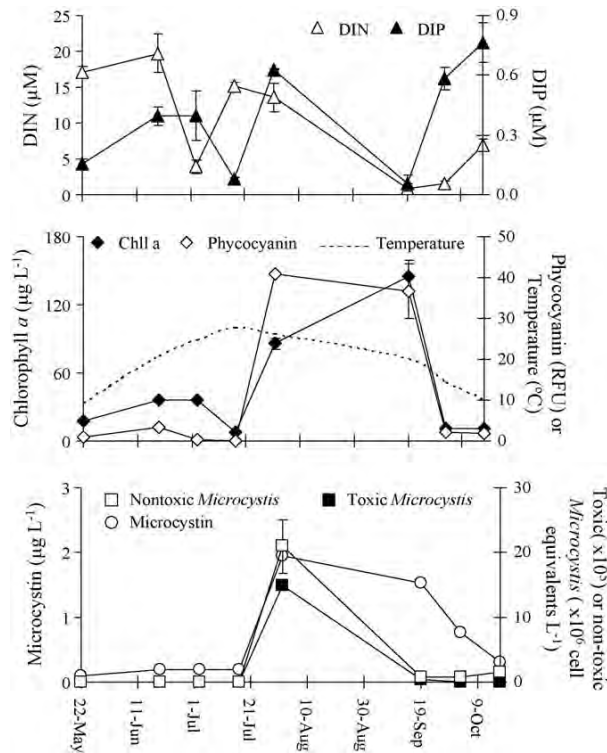 DIN DIP
25
20
15
10
5
0
DIN (µM)
0.9
0.6
0.3
0.0
DIP (µM)
Chll a Phycocyanin Temperature
180
120
60
0
Chlorophyll a (µg L-1)
50
40
30
20
10
0
Phycocyanin (RFU) or
Temperature (°C)
Nontoxic Microcystis Toxic Microcystis
Microcystin
3
2
1
0
Microcystin (µg L-1)
30
20
10
0
Toxic( x10⁵) or non-toxic
Microcystis ( x10⁶ cell
equivalents L-1)
22-May
11-Jun
1-Jul
21-Jul
10-Aug
30-Aug
19-Sep
9-Oct